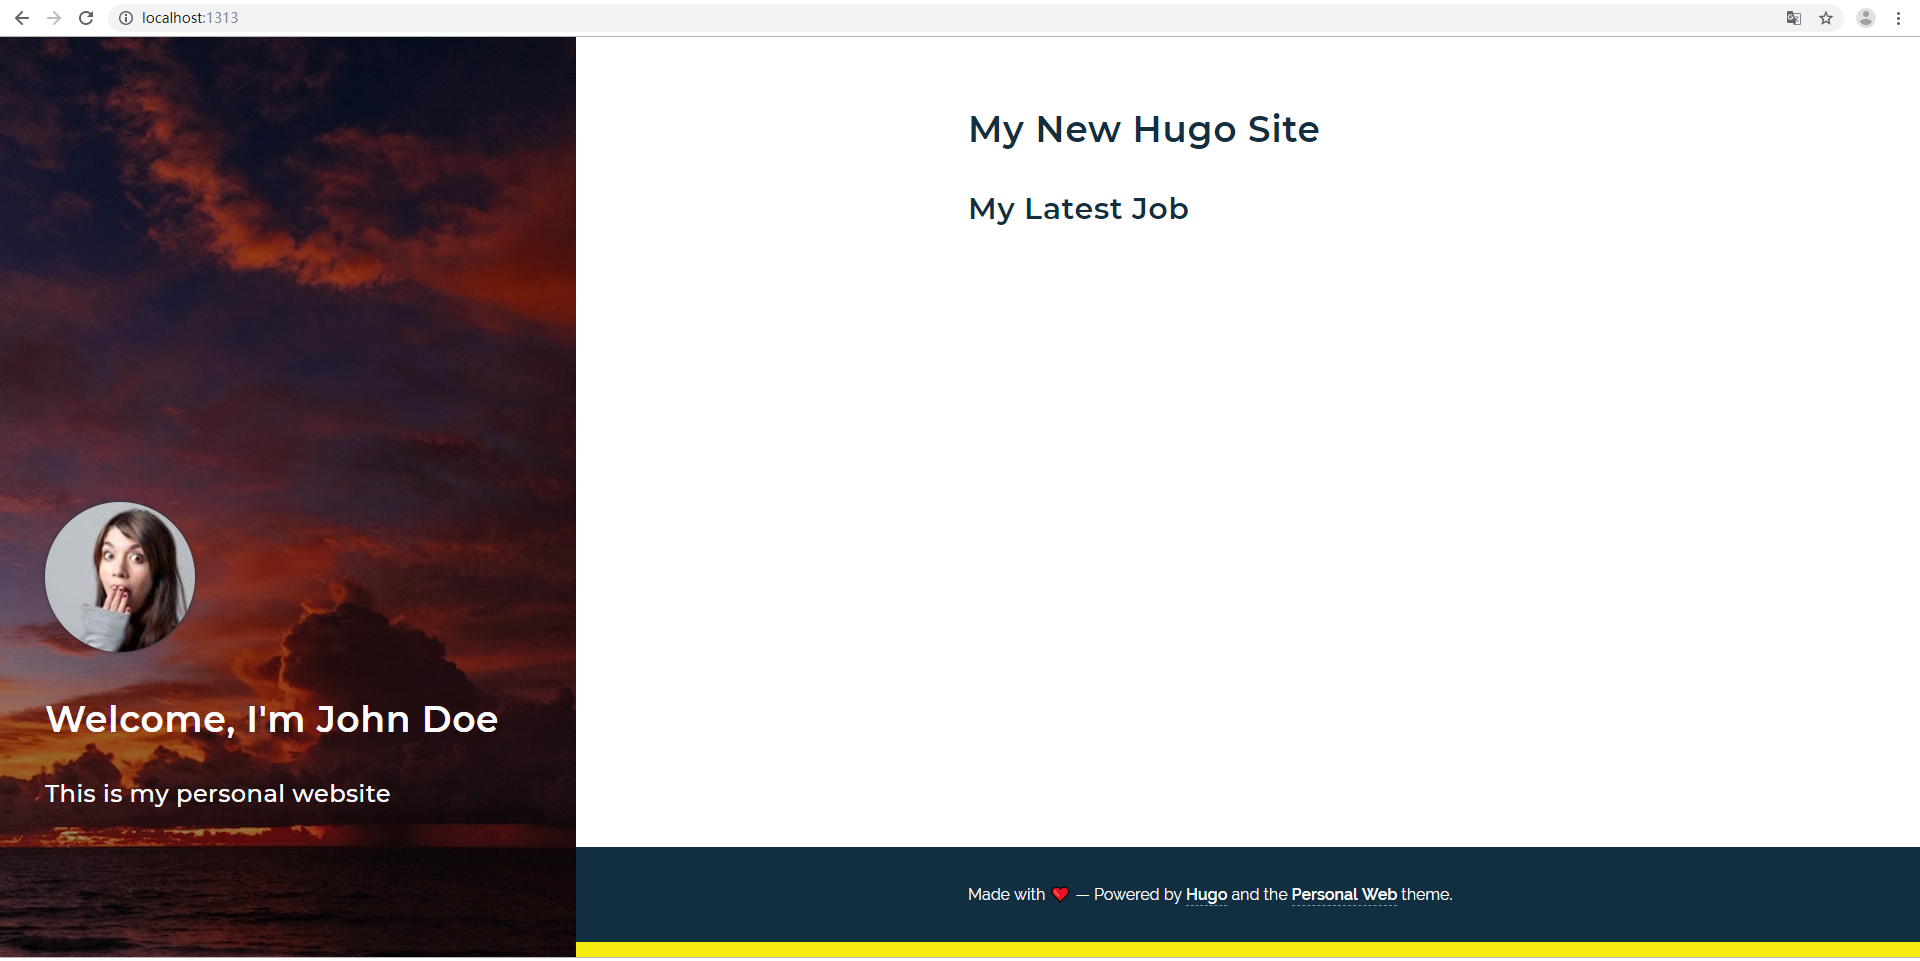 localhost:1313
My New Hugo Site
My Latest Job
Welcome, I'm John Doe
This is my personal website
Made with ❤️ — Powered by Hugo and the Personal Web theme.